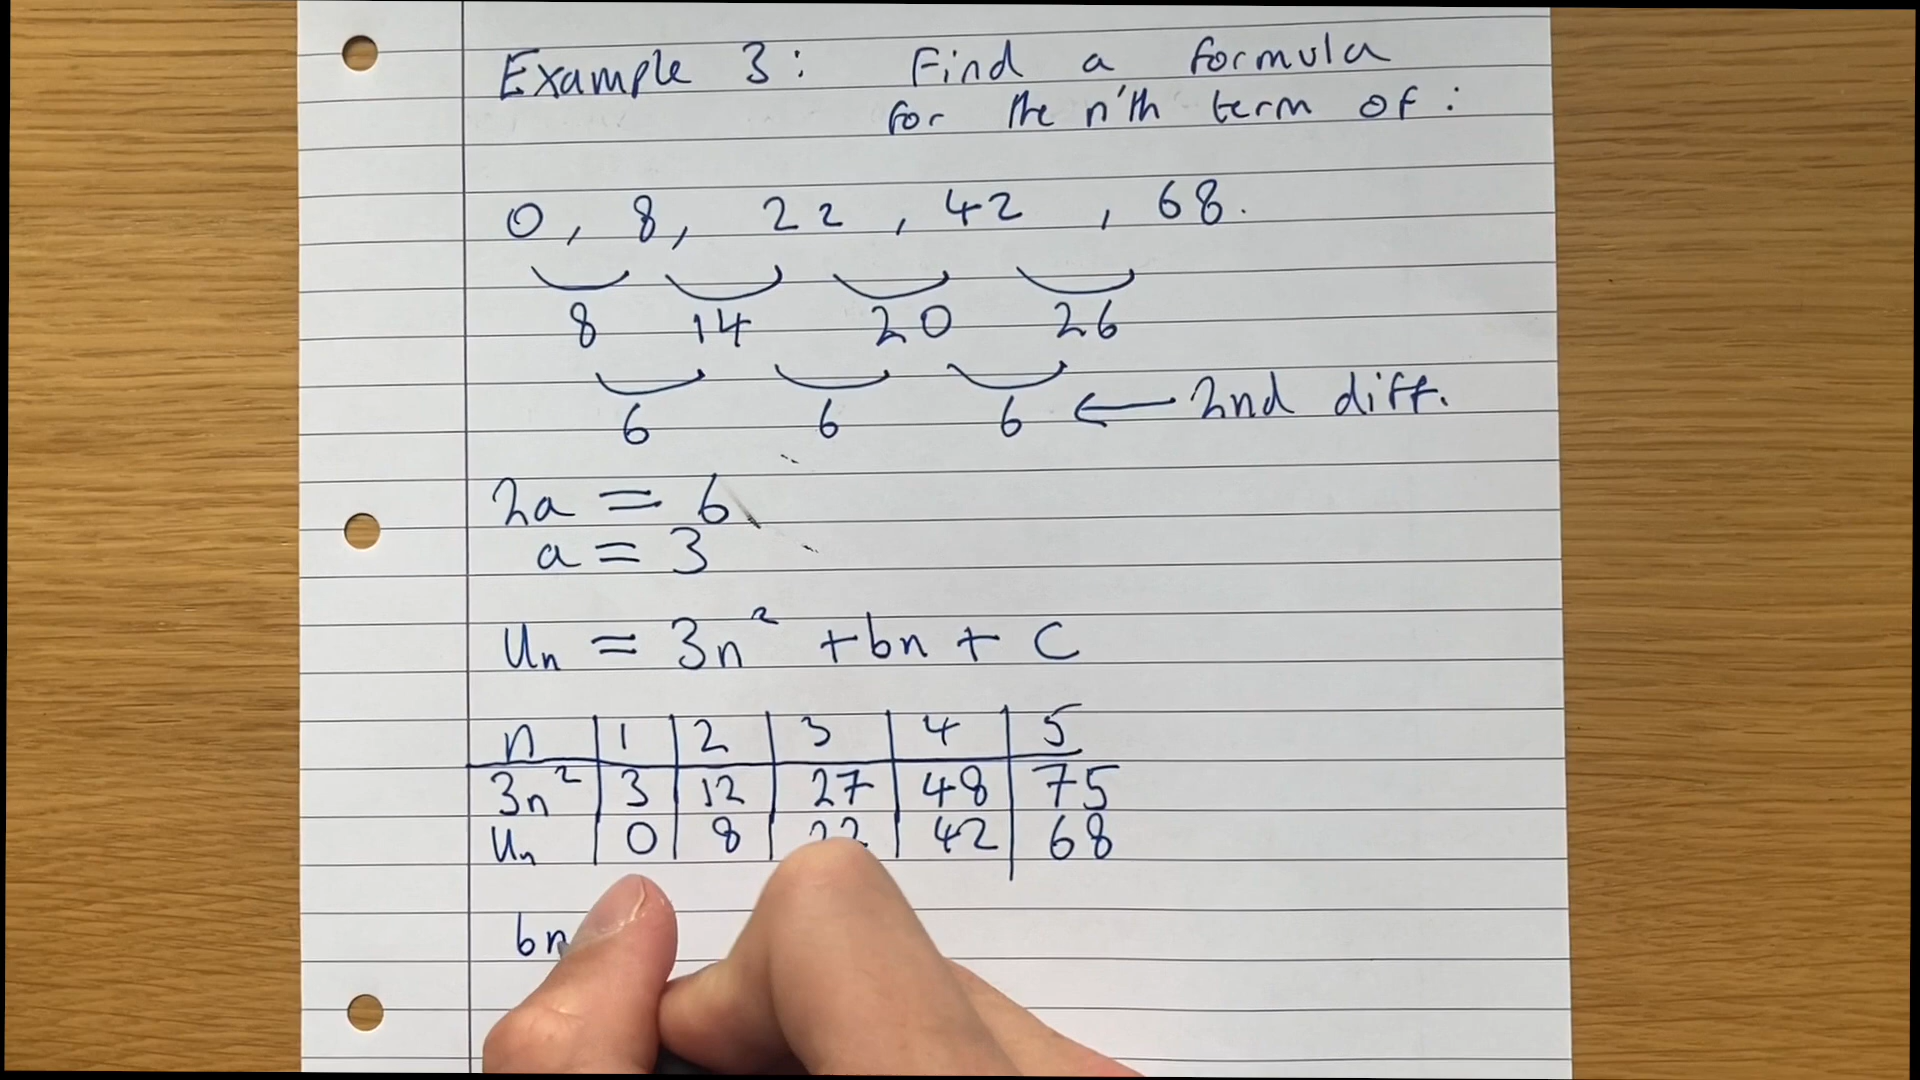 Example 3: Find a formula
for the n'th term of:
0, 8, 22, 42, 68.
8 14 20 26
6 6 6 ← 2nd diff.
2a = 6
a = 3
Un = 3n² + bn + c
n 1 2 3 4 5
3n² 3 12 27 48 75
Un 0 8 22 42 68
bn